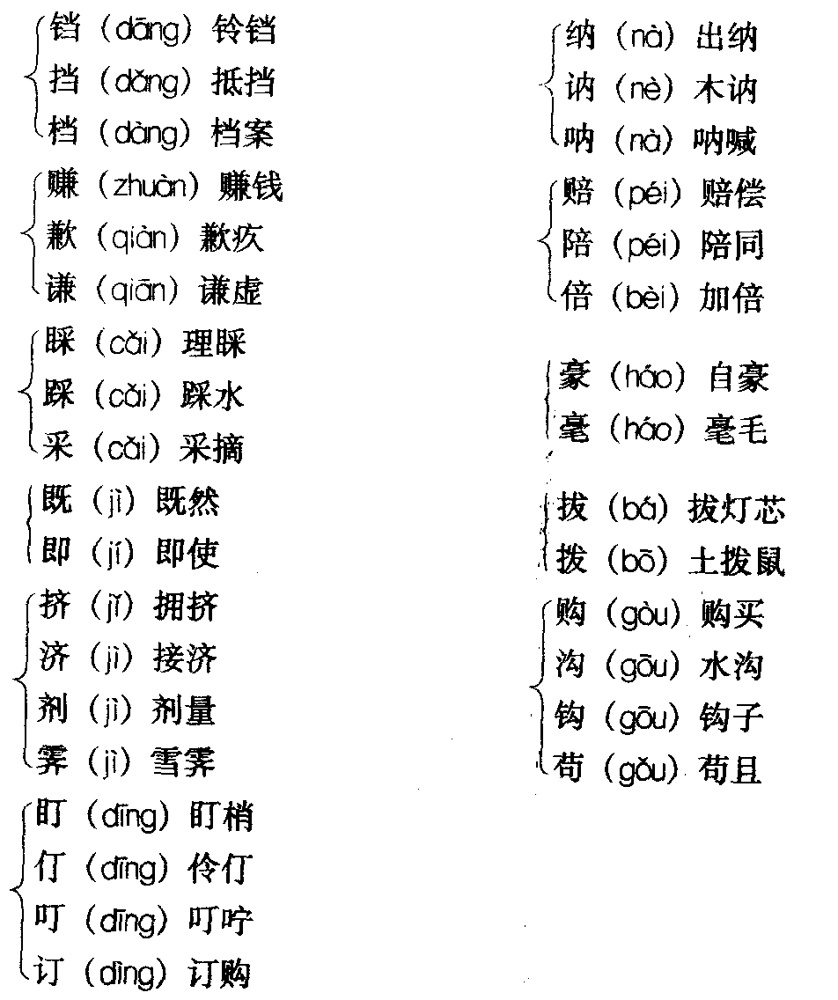 铛（dāng）铃铛
挡（dǎng）抵挡
档（dàng）档案
赚（zhuàn）赚钱
歉（qiàn）歉疚
谦（qiān）谦虚
睬（cǎi）理睬
踩（cǎi）踩水
采（cǎi）采摘
既（jì）既然
即（jí）即使
挤（jǐ）拥挤
济（jì）接济
剂（jì）剂量
霁（jì）雪霁
盯（dīng）盯梢
仃（dīng）伶仃
叮（dīng）叮咛
订（dìng）订购
纳（nà）出纳
讷（nè）木讷
呐（nà）呐喊
赔（péi）赔偿
陪（péi）陪同
倍（bèi）加倍
豪（háo）自豪
毫（háo）毫毛
拔（bá）拔灯芯
拨（bō）土拨鼠
购（gòu）购买
沟（gōu）水沟
钩（gōu）钩子
苟（gǒu）苟且